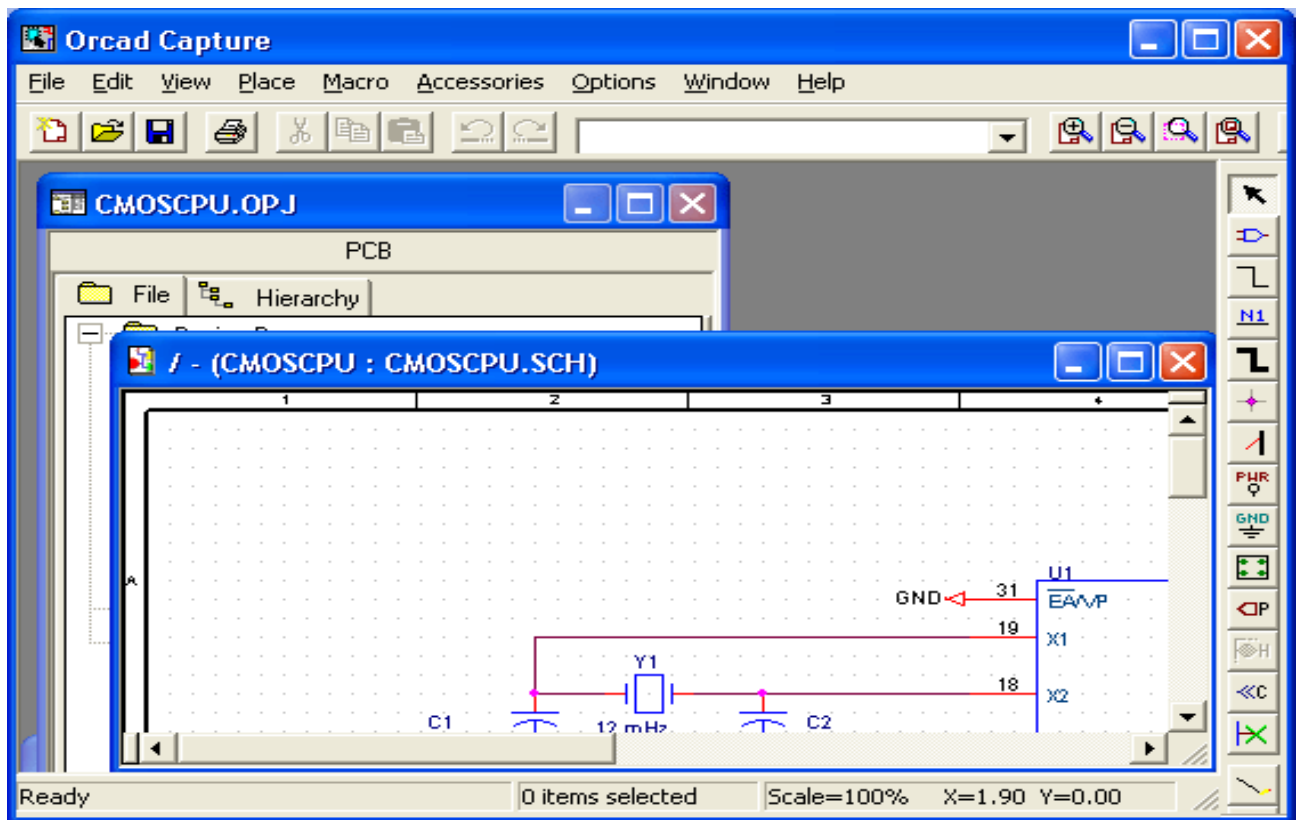 Orcad Capture
File Edit View Place Macro Accessories Options Window Help
CMOSCPU.OPJ
PCB
File Hierarchy
/ - (CMOSCPU : CMOSCPU.SCH)
1 2 3 4
A
U1
GND 31 EA/VP
19 X1
Y1
18 X2
C1 12 mHz C2
N1
PWR
GND
P
H
C
Ready 0 items selected Scale=100% X=1.90 Y=0.00